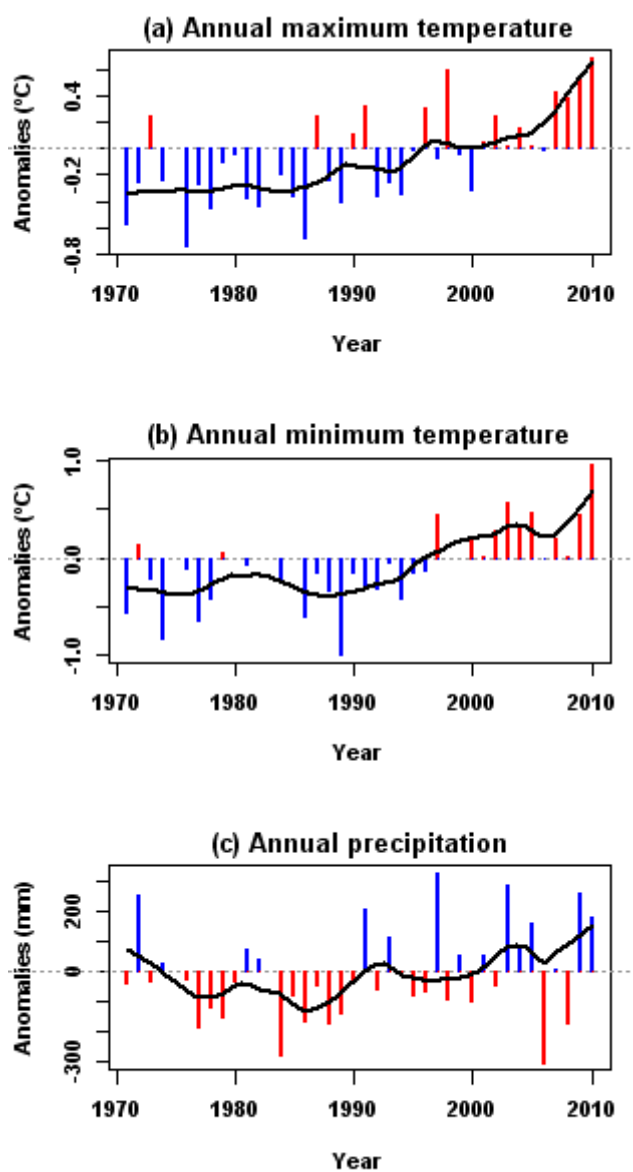 (a) Annual maximum temperature
Anomalies (°C)
0.4
-0.2
-0.8
1970 1980 1990 2000 2010
Year
(b) Annual minimum temperature
Anomalies (°C)
1.0
0.0
-1.0
1970 1980 1990 2000 2010
Year
(c) Annual precipitation
Anomalies (mm)
200
0
-300
1970 1980 1990 2000 2010
Year